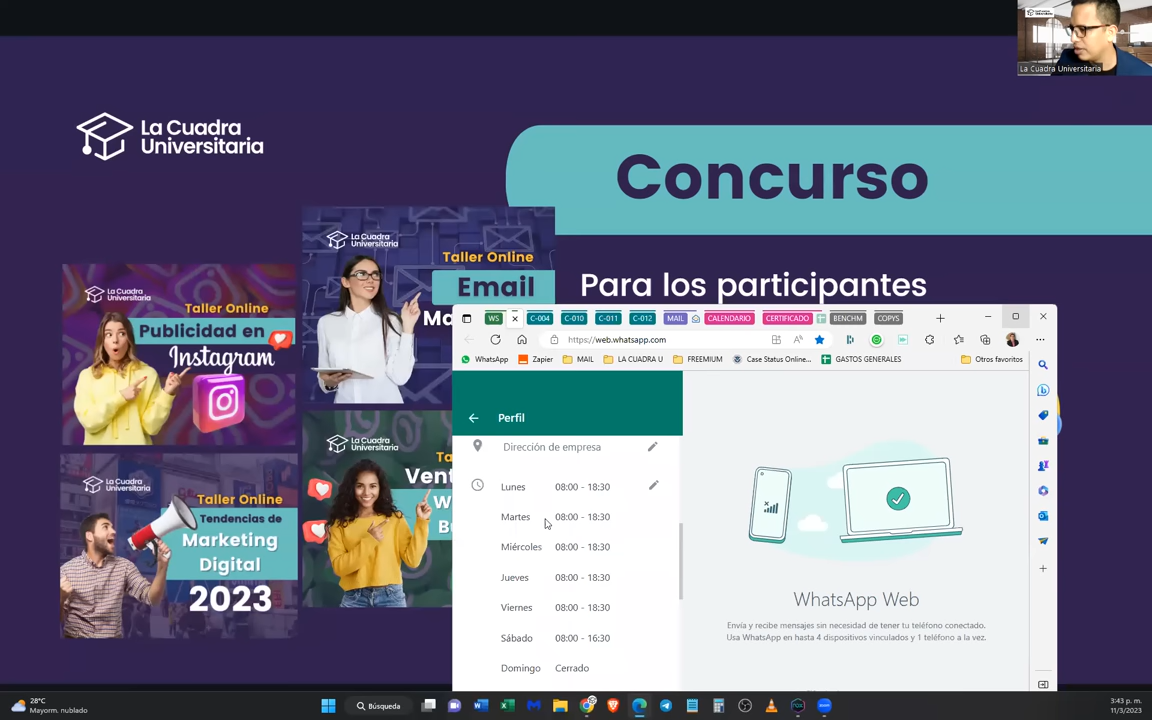 La Cuadra Universitaria
La Cuadra
Universitaria
Concurso
Para los participantes
La Cuadra
Universitaria
Taller Online
Publicidad en
Instagram
La Cuadra
Universitaria
Taller Online
Email
La Cuadra
Universitaria
Taller Online
Tendencias de
Marketing
Digital
2023
La Cuadra
Universitaria
WS
C-004
C-010
C-011
C-012
MAIL
CALENDARIO
CERTIFICADO
BENCHM
COPYS
https://web.whatsapp.com
WhatsApp
Zapier
MAIL
LA CUADRA U
FREEMIUM
Case Status Online...
GASTOS GENERALES
Otros favoritos
Perfil
Dirección de empresa
Lunes 08:00 - 18:30
Martes 08:00 - 18:30
Miércoles 08:00 - 18:30
Jueves 08:00 - 18:30
Viernes 08:00 - 18:30
Sábado 08:00 - 16:30
Domingo Cerrado
WhatsApp Web
Envía y recibe mensajes sin necesidad de tener tu teléfono conectado.
Usa WhatsApp en hasta 4 dispositivos vinculados y 1 teléfono a la vez.
28°C
Mayorm. nublado
Búsqueda
3:43 p. m.
11/3/2023